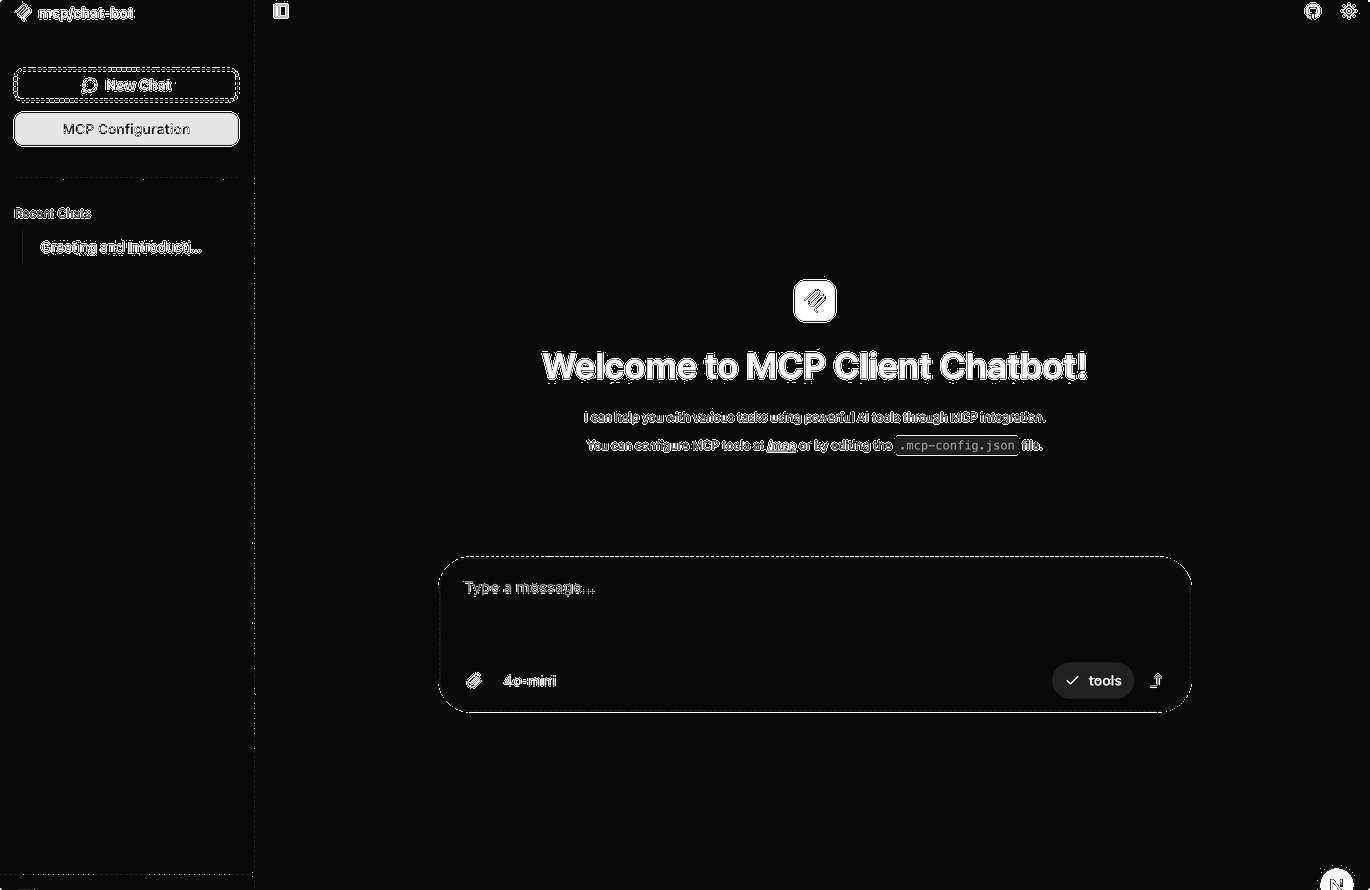 mcp/chat-bot
New Chat
MCP Configuration
Recent Chats
Greeting and Introducti...
Welcome to MCP Client Chatbot!
I can help you with various tasks using powerful AI tools through MCP integration.
You can configure MCP tools at /mcp or by editing the .mcp-config.json file.
Type a message...
4o-mini
tools
N